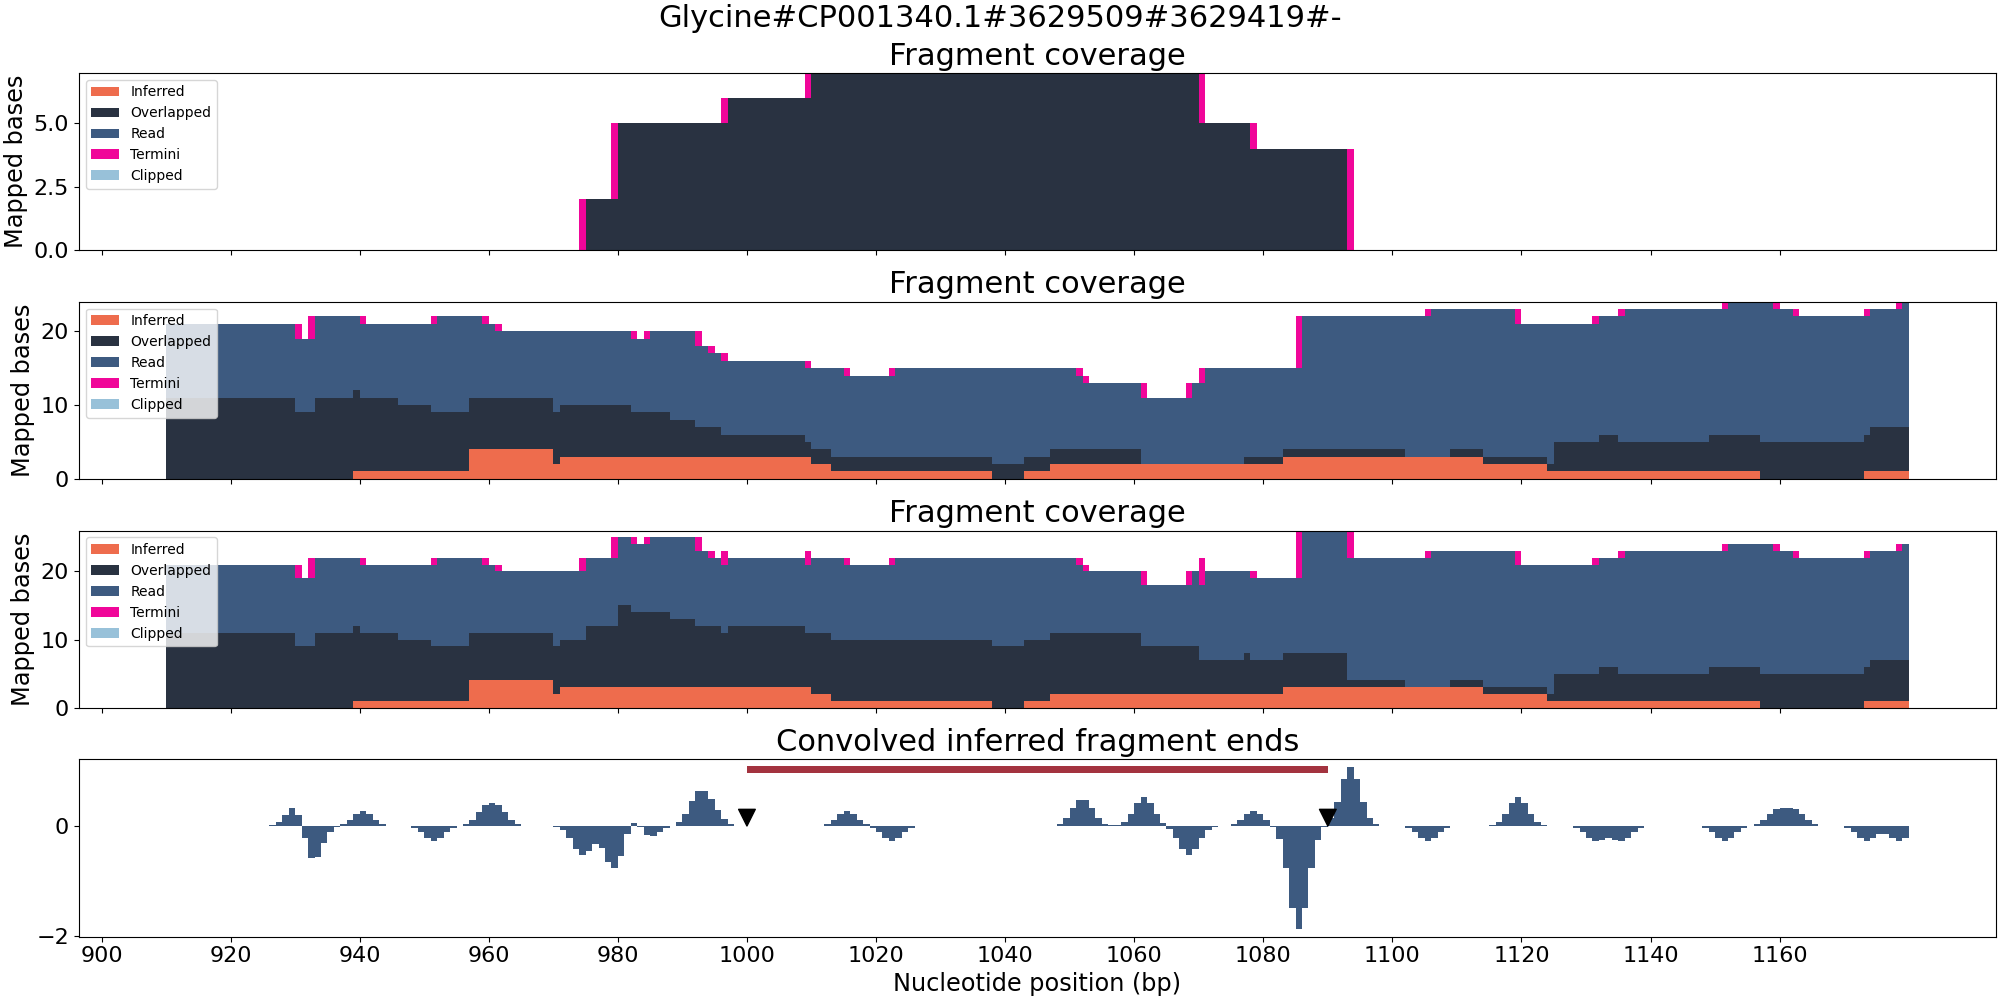 Glycine#CP001340.1#3629509#3629419#-
Fragment coverage
Mapped bases
5.0
2.5
0.0
Inferred
Overlapped
Read
Termini
Clipped
Fragment coverage
Mapped bases
20
10
0
Inferred
Overlapped
Read
Termini
Clipped
Fragment coverage
Mapped bases
20
10
0
Inferred
Overlapped
Read
Termini
Clipped
Convolved inferred fragment ends
0
−2
900 920 940 960 980 1000 1020 1040 1060 1080 1100 1120 1140 1160
Nucleotide position (bp)